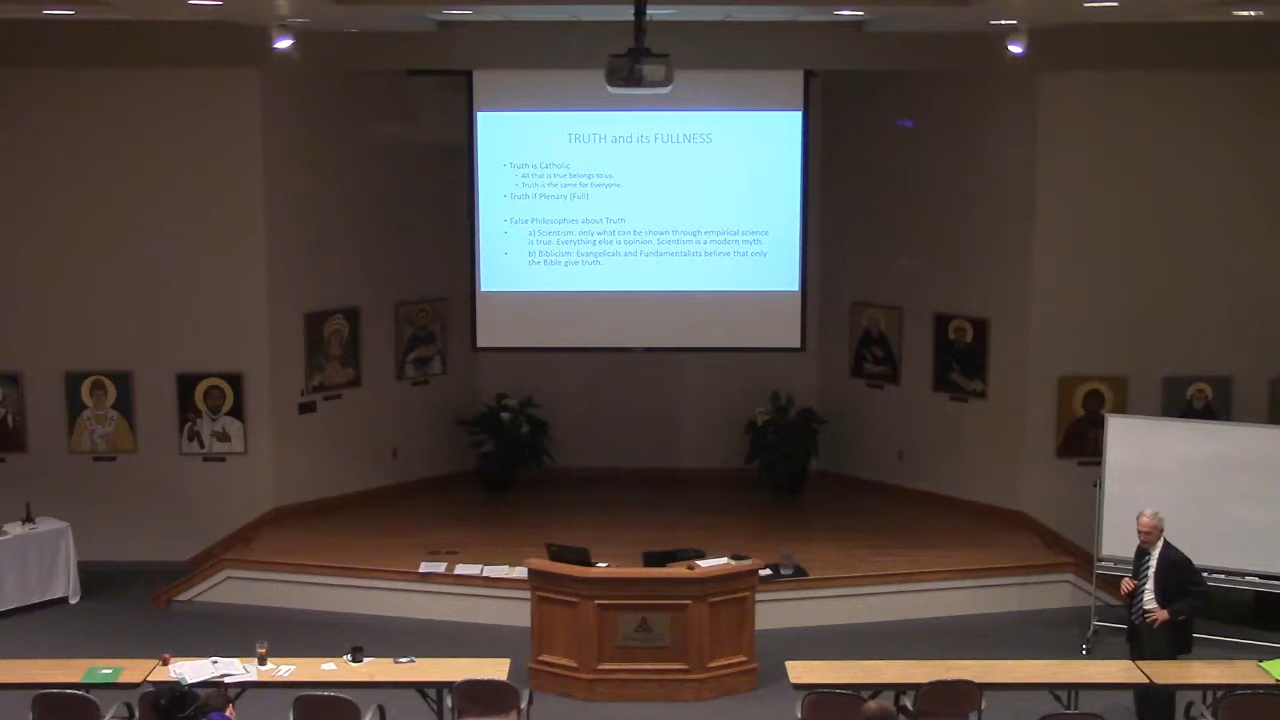 TRUTH and its FULLNESS
• Truth is Catholic
• All that is true belongs to us.
• Truth is the same for Everyone.
• Truth if Plenary (Full)
• False Philosophies about Truth
• a) Scientism: only what can be shown through empirical science
is true. Everything else is opinion. Scientism is a modern myth.
• b) Biblicism: Evangelicals and Fundamentalists believe that only
the Bible give truth.